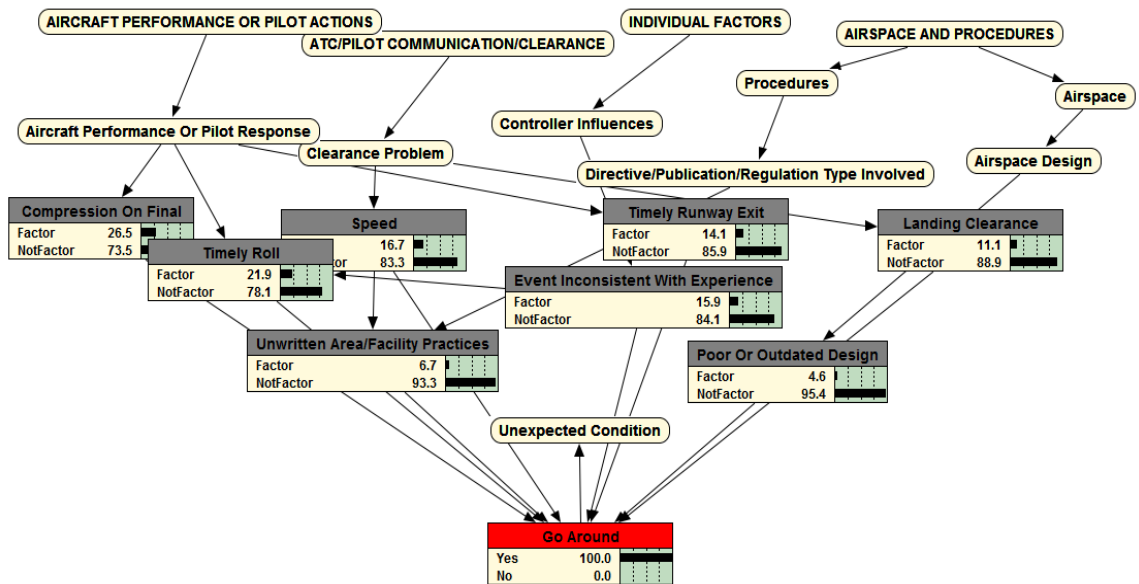 AIRCRAFT PERFORMANCE OR PILOT ACTIONS
INDIVIDUAL FACTORS
AIRSPACE AND PROCEDURES
ATC/PILOT COMMUNICATION/CLEARANCE
Procedures
Airspace
Controller Influences
Aircraft Performance Or Pilot Response
Clearance Problem
Airspace Design
Directive/Publication/Regulation Type Involved
Compression On Final
Factor 26.5
NotFactor 73.5
Speed
16.7
83.3
Timely Runway Exit
Factor 14.1
NotFactor 85.9
Landing Clearance
Factor 11.1
NotFactor 88.9
Timely Roll
Factor 21.9
NotFactor 78.1
Event Inconsistent With Experience
Factor 15.9
NotFactor 84.1
Unwritten Area/Facility Practices
Factor 6.7
NotFactor 93.3
Poor Or Outdated Design
Factor 4.6
NotFactor 95.4
Unexpected Condition
Go Around
Yes 100.0
No 0.0